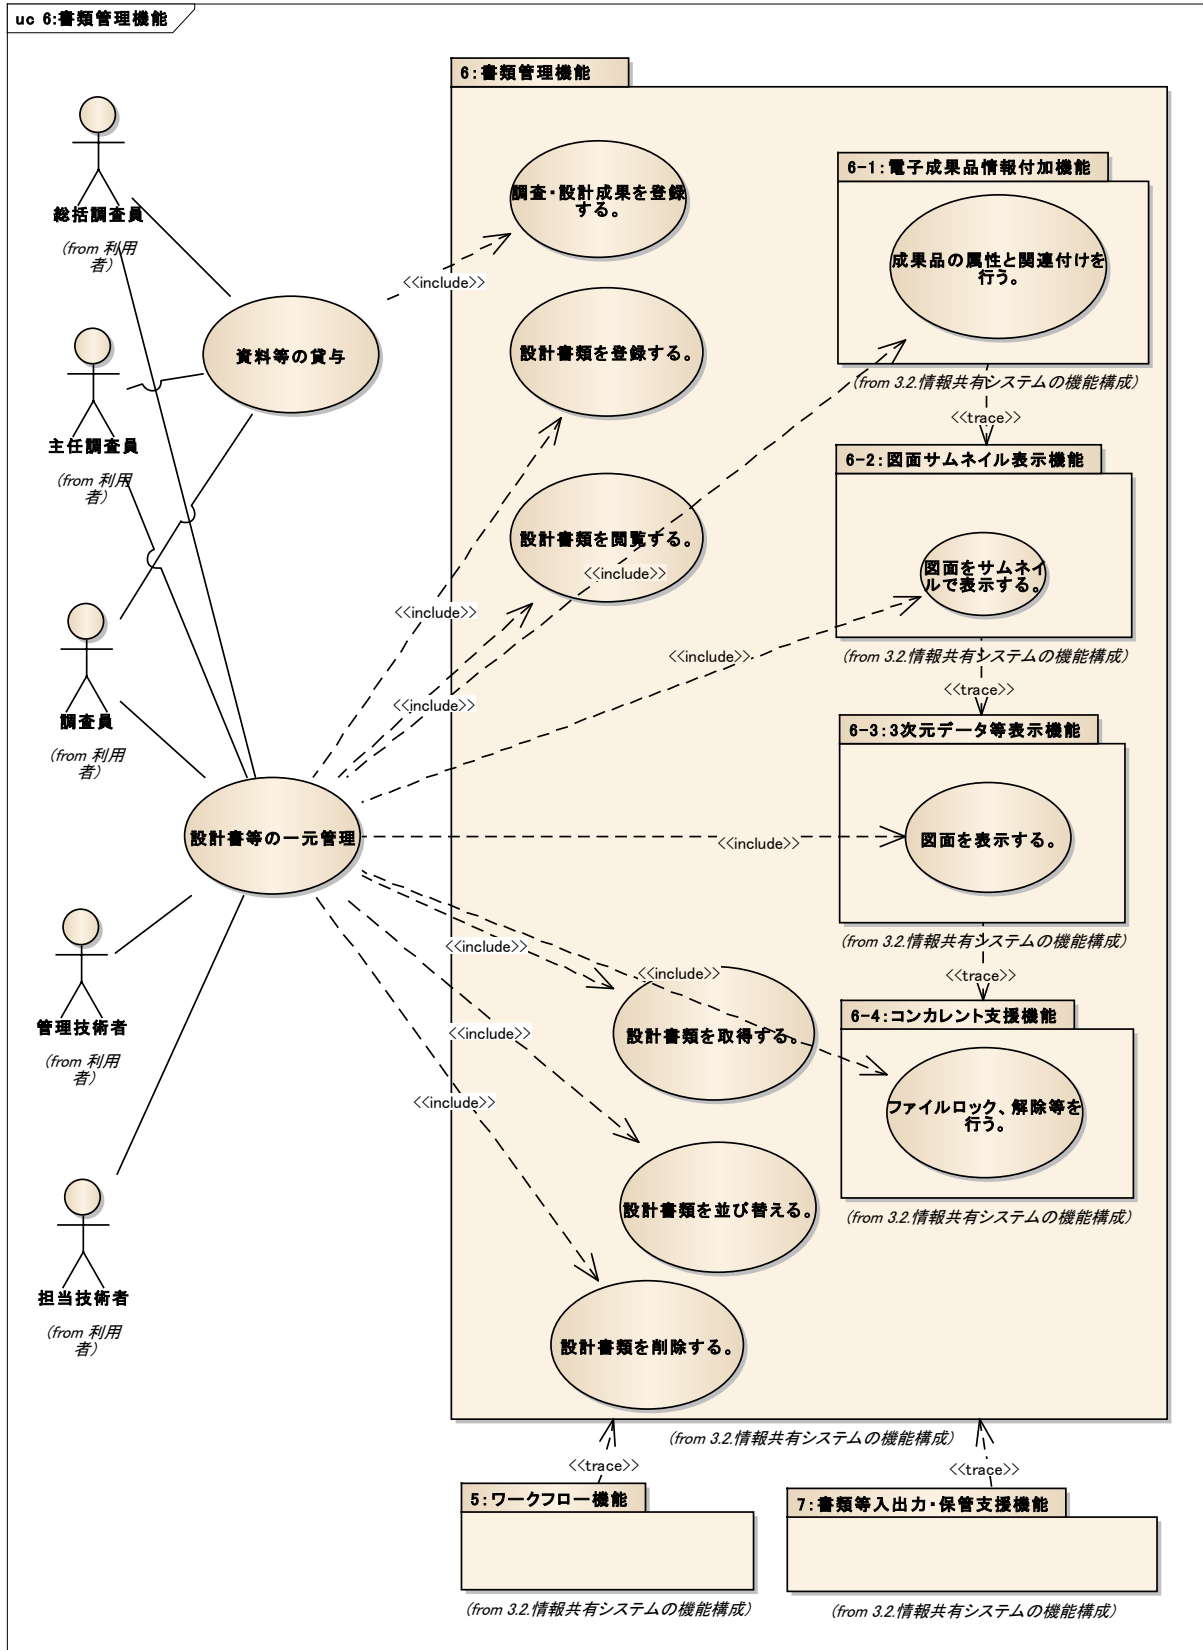 uc 6:書類管理機能
6:書類管理機能
総括調査員
(from 利用
者)
資料等の貸与
主任調査員
(from 利用
者)
調査員
(from 利用
者)
設計書等の一元管理
管理技術者
(from 利用
者)
担当技術者
(from 利用
者)
調査・設計成果を登録
する。
<<include>>
設計書類を登録する。
設計書類を閲覧する。
<<include>>
<<include>>
<<include>>
<<include>>
<<include>>
<<include>>
<<include>>
<<include>>
<<include>>
設計書類を取得する。
設計書類を並び替える。
設計書類を削除する。
6-1:電子成果品情報付加機能
成果品の属性と関連付けを
行う。
(from 3.2.情報共有システムの機能構成)
<<trace>>
6-2:図面サムネイル表示機能
図面をサムネイ
ルで表示する。
(from 3.2.情報共有システムの機能構成)
<<trace>>
6-3:3次元データ等表示機能
図面を表示する。
(from 3.2.情報共有システムの機能構成)
<<trace>>
6-4:コンカレント支援機能
ファイルロック、解除等を
行う。
(from 3.2.情報共有システムの機能構成)
(from 3.2.情報共有システムの機能構成)
<<trace>>
<<trace>>
5:ワークフロー機能
(from 3.2.情報共有システムの機能構成)
7:書類等入出力・保管支援機能
(from 3.2.情報共有システムの機能構成)